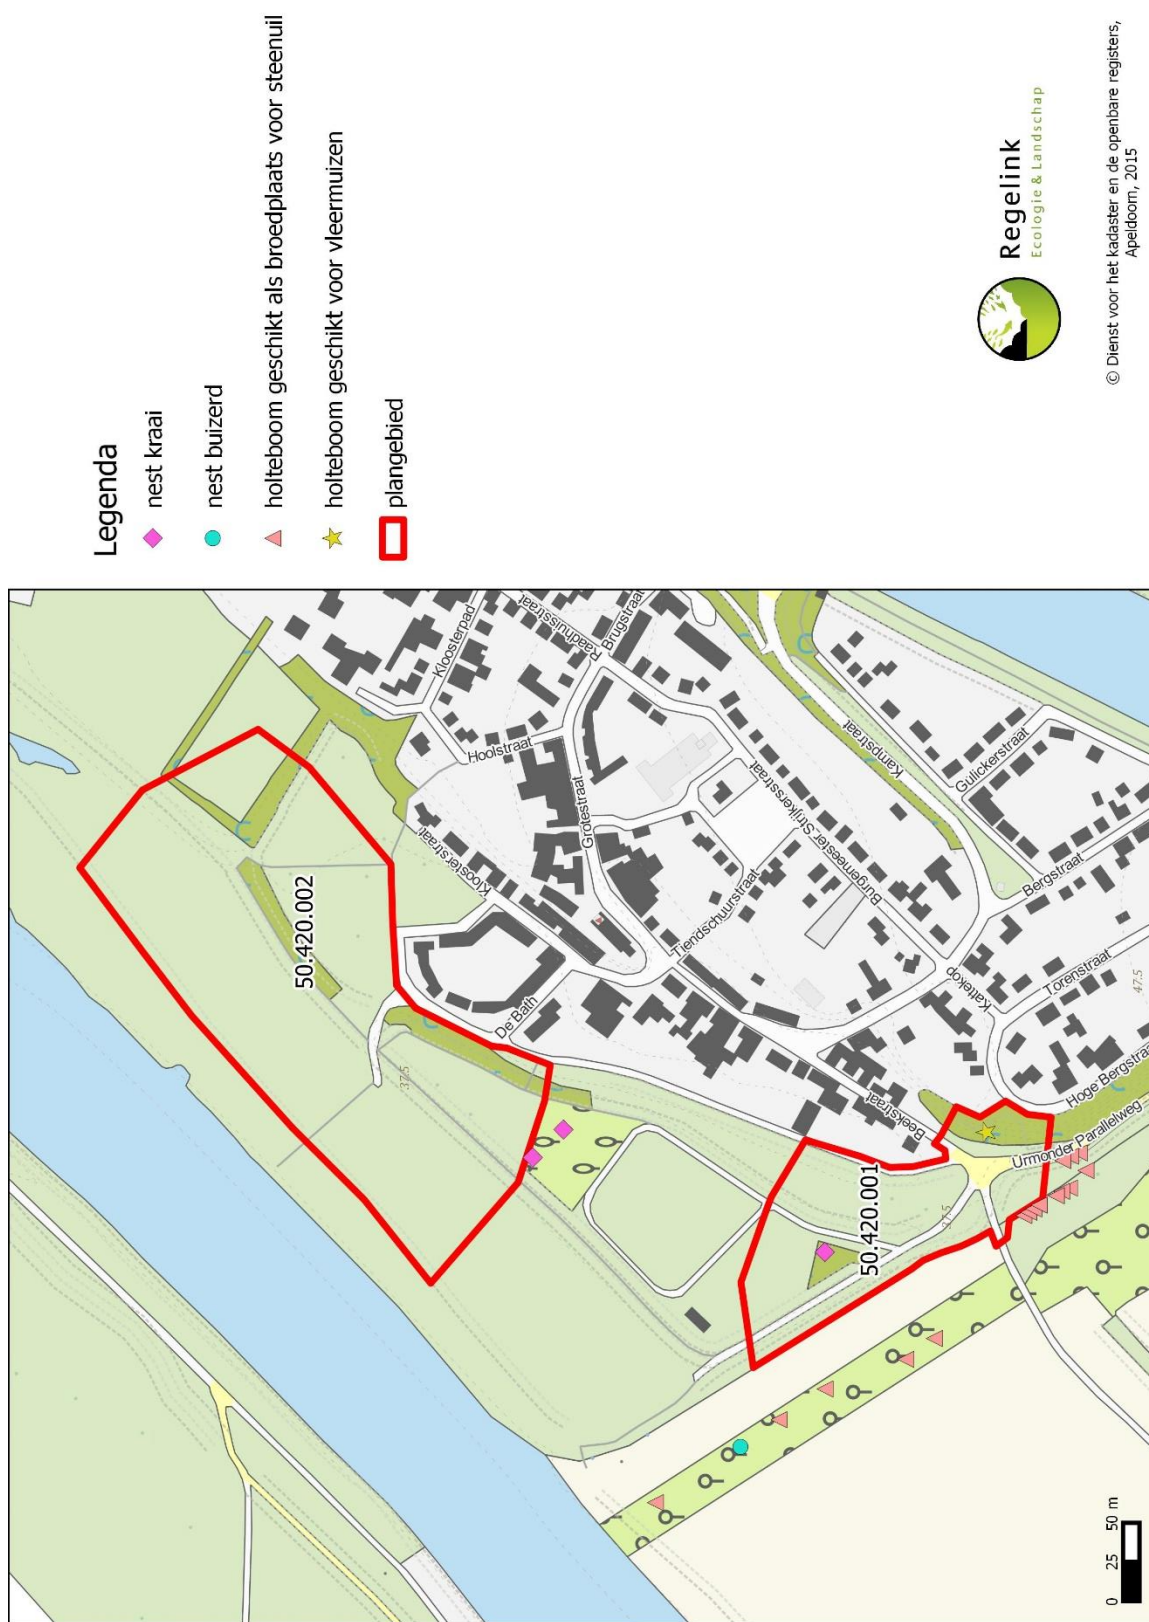 Legenda
nest kraai
nest buizerd
holteboom geschikt als broedplaats voor steenuil
holteboom geschikt voor vleermuizen
plangebied
Regelink
Ecologie & Landschap
© Dienst voor het kadaster en de openbare registers,
Apeldoorn, 2015
50.420.002
50.420.001
Kloosterpad
Raadhuisstraat
Brugstraat
Hoolstraat
Kloosterstraat
Grotestraat
De Bath
Tiendschuurstraat
Burgemeester Strijkersstraat
Kampstraat
Gulickerstraat
Bergstraat
Kattekop
Torenstraat
Hoge Bergstraat
Beekstraat
Urmonder Parallelweg
37.5
37.5
47.5
0 25 50 m